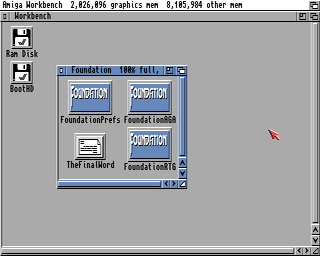 Amiga Workbench 2,026,096 graphics mem 8,105,984 other mem
Workbench
Ram Disk
BootHD
Foundation 100% full,
FOUNDATION
FOUNDATION
FoundationPrefs
FoundationAGA
FOUNDATION
TheFinalWord
FoundationRTG